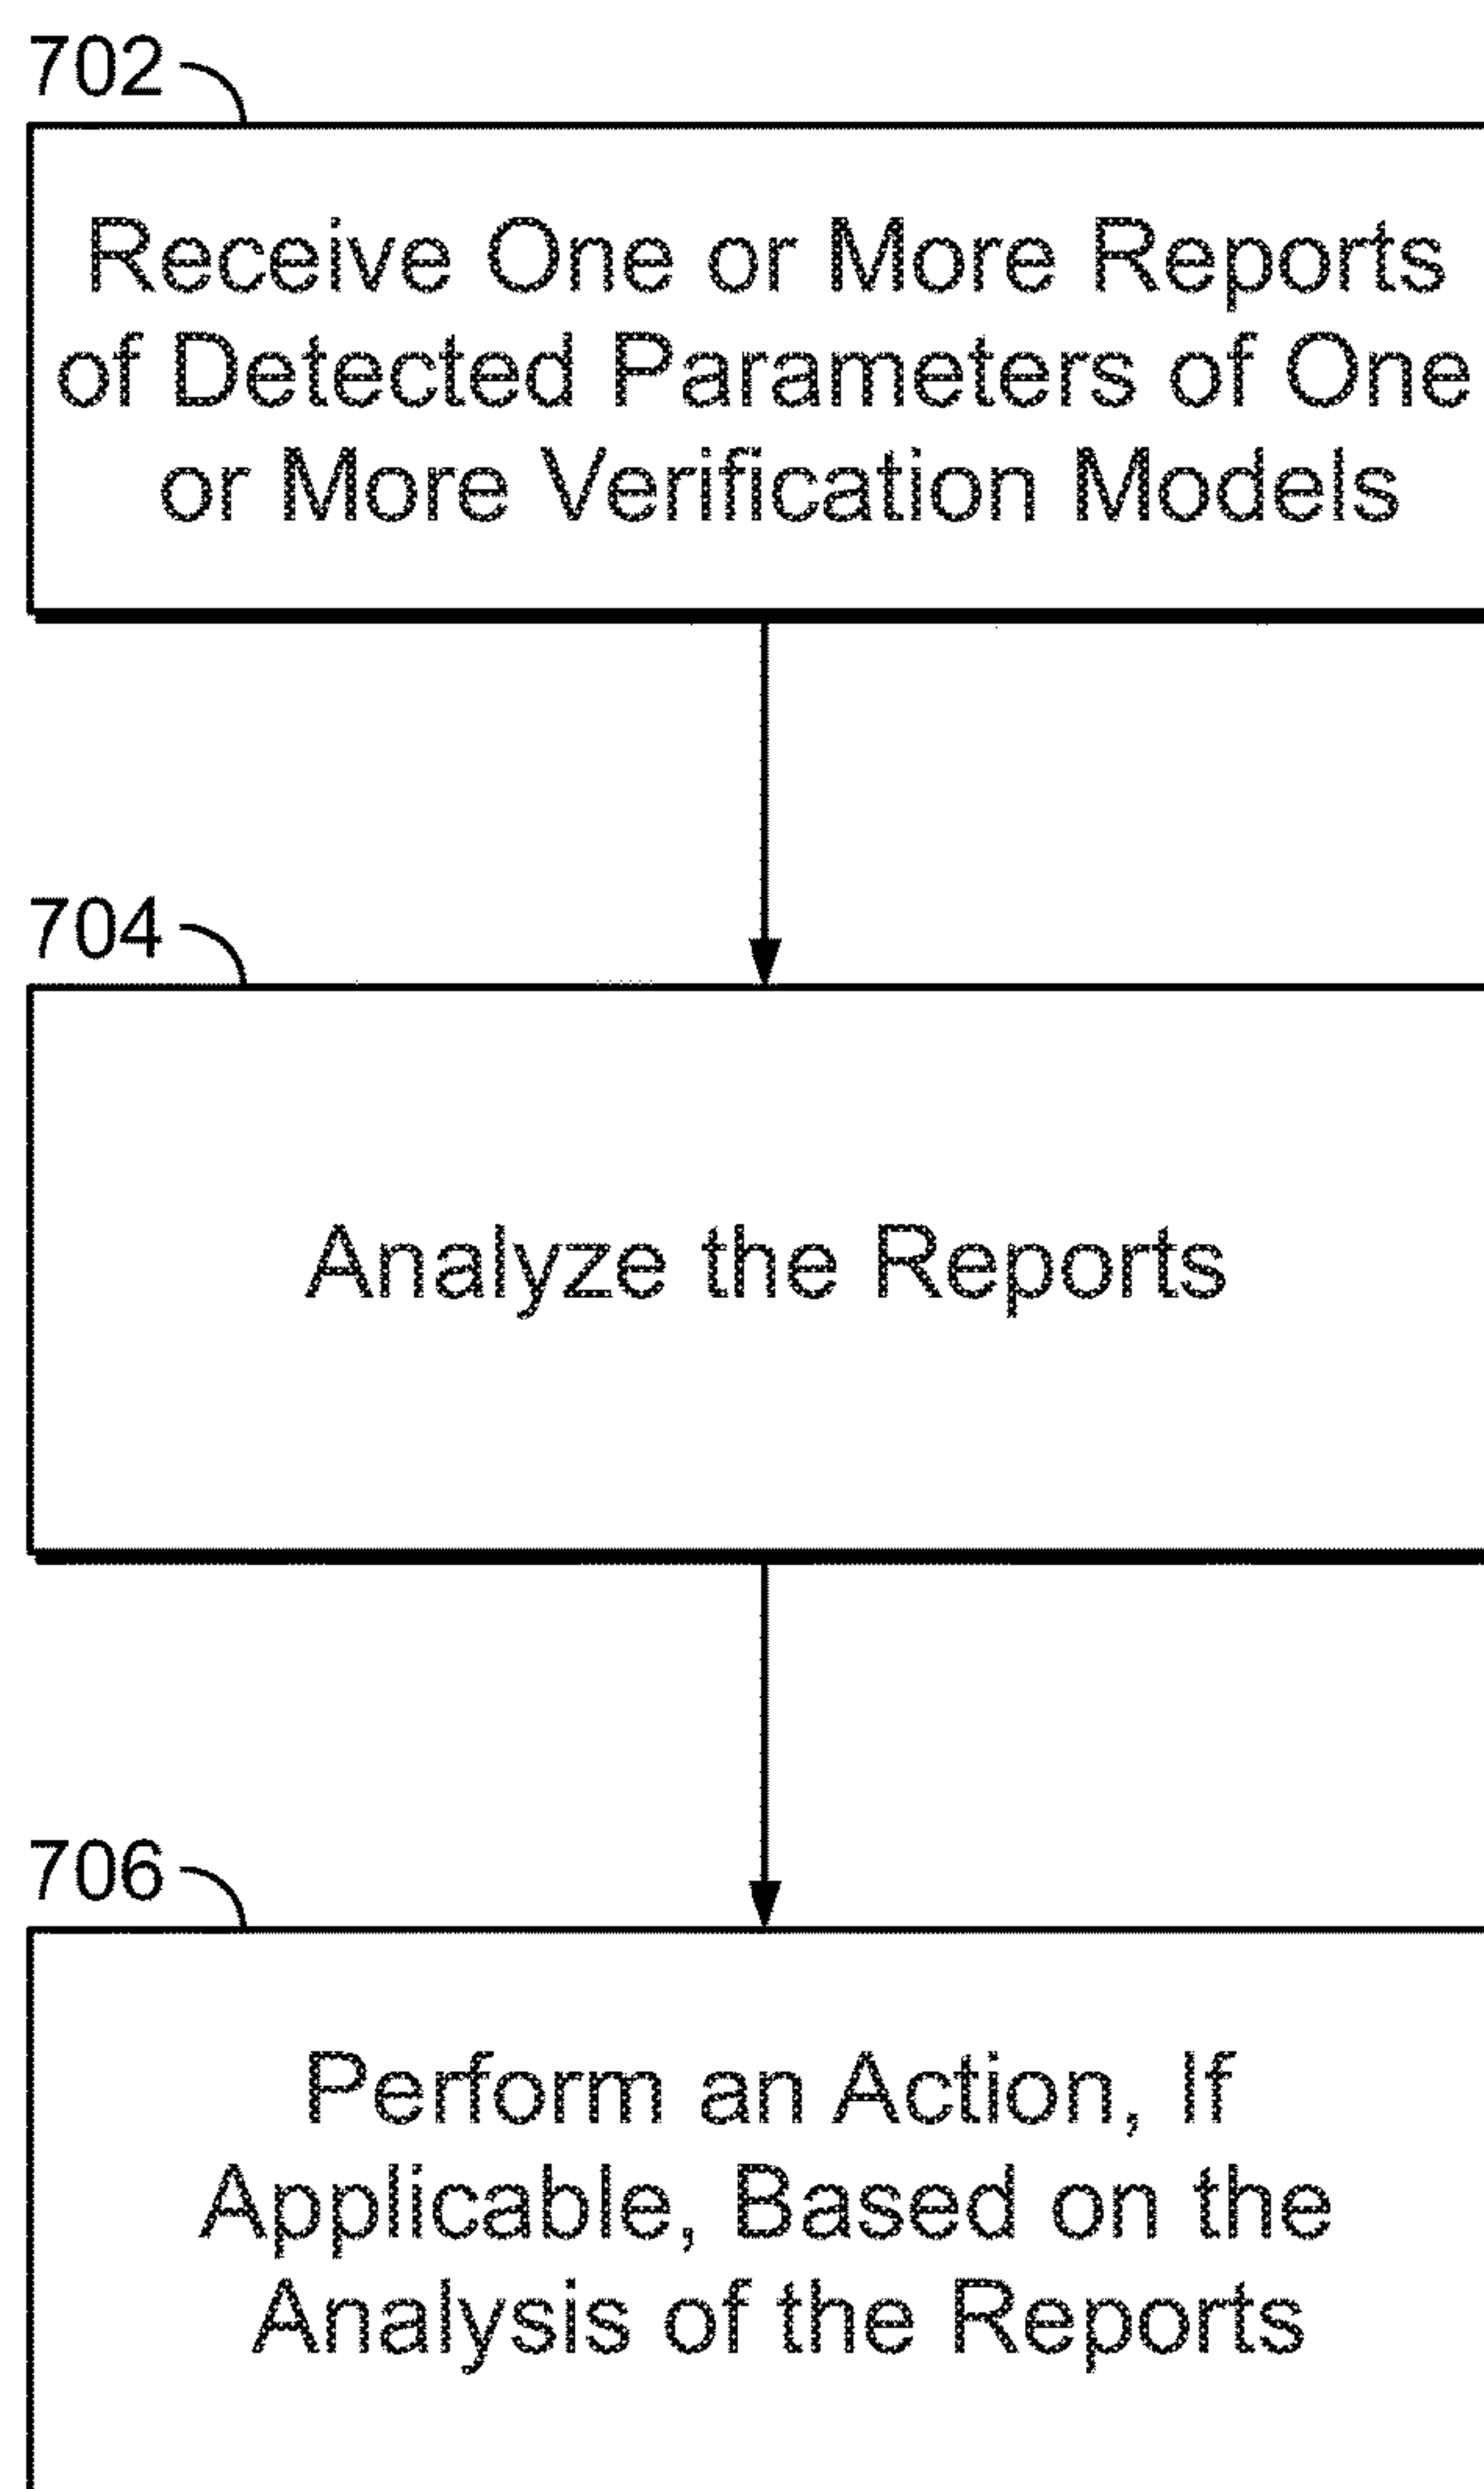 702
Receive One or More Reports
of Detected Parameters of One
or More Verification Models
704
Analyze the Reports
706
Perform an Action, If
Applicable, Based on the
Analysis of the Reports